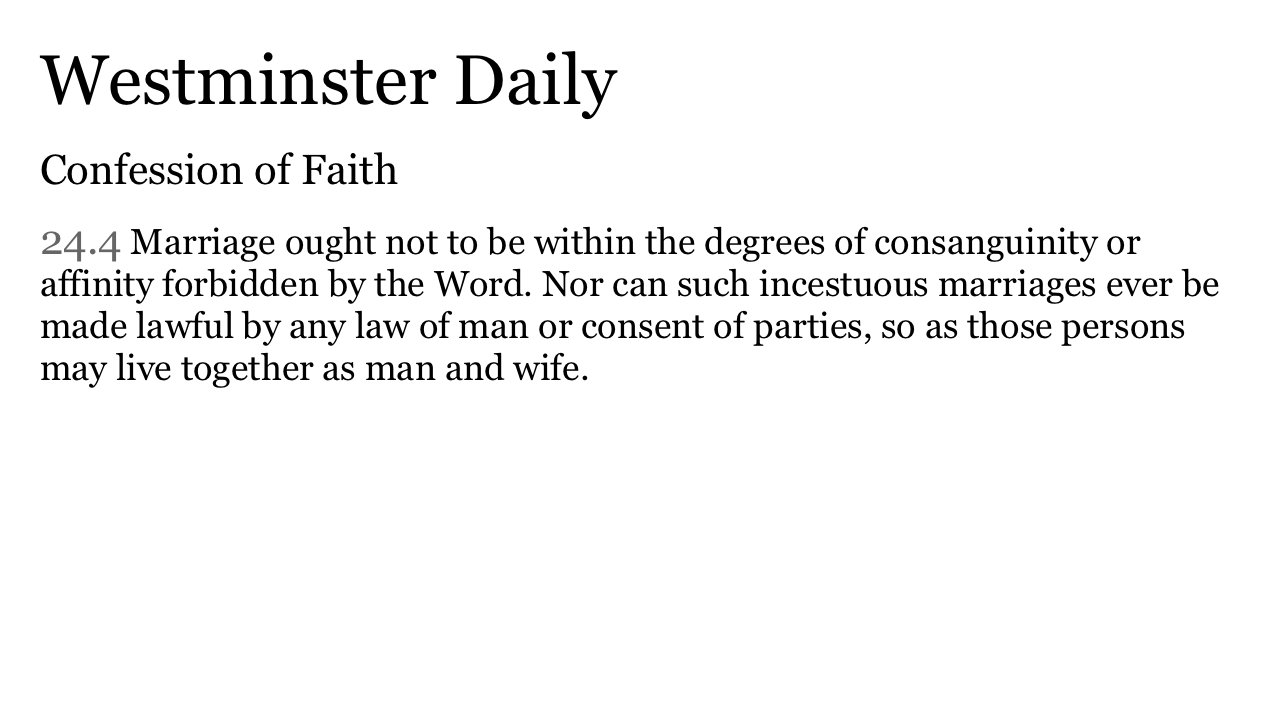 Westminster Daily
Confession of Faith
24.4 Marriage ought not to be within the degrees of consanguinity or
affinity forbidden by the Word. Nor can such incestuous marriages ever be
made lawful by any law of man or consent of parties, so as those persons
may live together as man and wife.